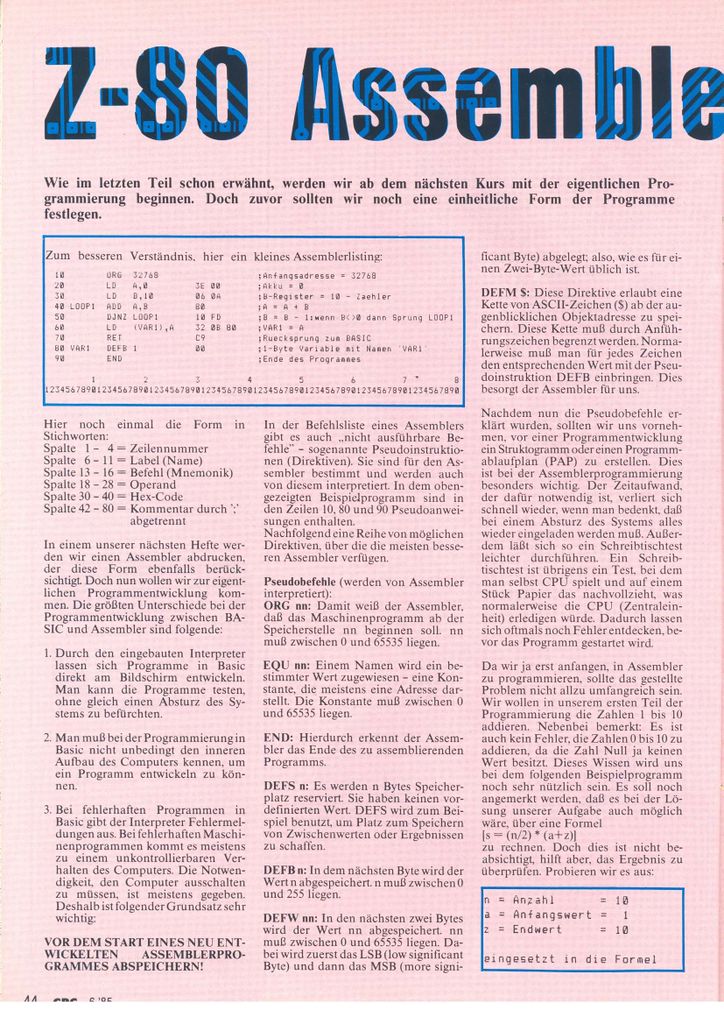 Z-80 Assemble
Wie im letzten Teil schon erwähnt, werden wir ab dem nächsten Kurs mit der eigentlichen Pro-
grammierung beginnen. Doch zuvor sollten wir noch eine einheitliche Form der Programme
festlegen.
Zum besseren Verständnis, hier ein kleines Assemblerlisting:
10 ORG 32768 ;Anfangsadresse = 32768
20 LD A,0 3E 00 ;Akku = 0
30 LD B,10 06 0A ;B-Register = 10 - Zaehler
40 LOOP1 ADD A,B 80 ;A = A + B
50 DJNZ LOOP1 10 FD ;B = B - 1:wenn B<>0 dann Sprung LOOP1
60 LD (VAR1),A 32 0B 80 ;VAR1 = A
70 RET C9 ;Ruecksprung zum BASIC
80 VAR1 DEFB 1 00 ;1-Byte Variable mit Namen 'VAR1'
90 END ;Ende des Programmes
1 2 3 4 5 6 7 8
12345678901234567890123456789012345678901234567890123456789012345678901234567890
Hier noch einmal die Form in
Stichworten:
Spalte 1 – 4 = Zeilennummer
Spalte 6 – 11 = Label (Name)
Spalte 13 – 16 = Befehl (Mnemonik)
Spalte 18 – 28 = Operand
Spalte 30 – 40 = Hex-Code
Spalte 42 – 80 = Kommentar durch ';'
abgetrennt
In einem unserer nächsten Hefte wer-
den wir einen Assembler abdrucken,
der diese Form ebenfalls berück-
sichtigt. Doch nun wollen wir zur eigent-
lichen Programmentwicklung kom-
men. Die größten Unterschiede bei der
Programmentwicklung zwischen BA-
SIC und Assembler sind folgende:
1. Durch den eingebauten Interpreter
lassen sich Programme in Basic
direkt am Bildschirm entwickeln.
Man kann die Programme testen,
ohne gleich einen Absturz des Sy-
stems zu befürchten.
2. Man muß bei der Programmierung in
Basic nicht unbedingt den inneren
Aufbau des Computers kennen, um
ein Programm entwickeln zu kön-
nen.
3. Bei fehlerhaften Programmen in
Basic gibt der Interpreter Fehlermel-
dungen aus. Bei fehlerhaften Maschi-
nenprogrammen kommt es meistens
zu einem unkontrollierbaren Ver-
halten des Computers. Die Notwen-
digkeit, den Computer ausschalten
zu müssen, ist meistens gegeben.
Deshalb ist folgender Grundsatz sehr
wichtig:
VOR DEM START EINES NEU ENT-
WICKELTEN ASSEMBLERPRO-
GRAMMES ABSPEICHERN!
In der Befehlsliste eines Assemblers
gibt es auch „nicht ausführbare Be-
fehle" – sogenannte Pseudoinstruktio-
nen (Direktiven). Sie sind für den As-
sembler bestimmt und werden auch
von diesem interpretiert. In dem oben-
gezeigten Beispielprogramm sind in
den Zeilen 10, 80 und 90 Pseudoanwei-
sungen enthalten.
Nachfolgend eine Reihe von möglichen
Direktiven, über die die meisten besse-
ren Assembler verfügen.
Pseudobefehle (werden von Assembler
interpretiert):
ORG nn: Damit weiß der Assembler,
daß das Maschinenprogramm ab der
Speicherstelle nn beginnen soll. nn
muß zwischen 0 und 65535 liegen.
EQU nn: Einem Namen wird ein be-
stimmter Wert zugewiesen – eine Kon-
stante, die meistens eine Adresse dar-
stellt. Die Konstante muß zwischen 0
und 65535 liegen.
END: Hierdurch erkennt der Assem-
bler das Ende des zu assemblierenden
Programms.
DEFS n: Es werden n Bytes Speicher-
platz reserviert. Sie haben keinen vor-
definierten Wert. DEFS wird zum Bei-
spiel benutzt, um Platz zum Speichern
von Zwischenwerten oder Ergebnissen
zu schaffen.
DEFB n: In dem nächsten Byte wird der
Wert n abgespeichert. n muß zwischen 0
und 255 liegen.
DEFW nn: In den nächsten zwei Bytes
wird der Wert nn abgespeichert. nn
muß zwischen 0 und 65535 liegen. Da-
bei wird zuerst das LSB (low significant
Byte) und dann das MSB (more signi-
ficant Byte) abgelegt; also, wie es für ei-
nen Zwei-Byte-Wert üblich ist.
DEFM $: Diese Direktive erlaubt eine
Kette von ASCII-Zeichen ($) ab der au-
genblicklichen Objektadresse zu spei-
chern. Diese Kette muß durch Anfüh-
rungszeichen begrenzt werden. Norma-
lerweise muß man für jedes Zeichen
den entsprechenden Wert mit der Pseu-
doinstruktion DEFB einbringen. Dies
besorgt der Assembler für uns.
Nachdem nun die Pseudobefehle er-
klärt wurden, sollten wir uns vorneh-
men, vor einer Programmentwicklung
ein Struktogramm oder einen Programm-
ablaufplan (PAP) zu erstellen. Dies
ist bei der Assemblerprogrammierung
besonders wichtig. Der Zeitaufwand,
der dafür notwendig ist, verliert sich
schnell wieder, wenn man bedenkt, daß
bei einem Absturz des Systems alles
wieder eingeladen werden muß. Außer-
dem läßt sich so ein Schreibtischtest
leichter durchführen. Ein Schreib-
tischtest ist übrigens ein Test, bei dem
man selbst CPU spielt und auf einem
Stück Papier das nachvollzieht, was
normalerweise die CPU (Zentralein-
heit) erledigen würde. Dadurch lassen
sich oftmals noch Fehler entdecken, be-
vor das Programm gestartet wird.
Da wir ja erst anfangen, in Assembler
zu programmieren, sollte das gestellte
Problem nicht allzu umfangreich sein.
Wir wollen in unserem ersten Teil der
Programmierung die Zahlen 1 bis 10
addieren. Nebenbei bemerkt: Es ist
auch kein Fehler, die Zahlen 0 bis 10 zu
addieren, da die Zahl Null ja keinen
Wert besitzt. Dieses Wissen wird uns
bei dem folgenden Beispielprogramm
noch sehr nützlich sein. Es soll noch
angemerkt werden, daß es bei der Lö-
sung unserer Aufgabe auch möglich
wäre, über eine Formel
[s = (n/2) * (a+z)]
zu rechnen. Doch dies ist nicht be-
absichtigt, hilft aber, das Ergebnis zu
überprüfen. Probieren wir es aus:
n = Anzahl = 10
a = Anfangswert = 1
z = Endwert = 10
eingesetzt in die Formel
44 CPC 6'85